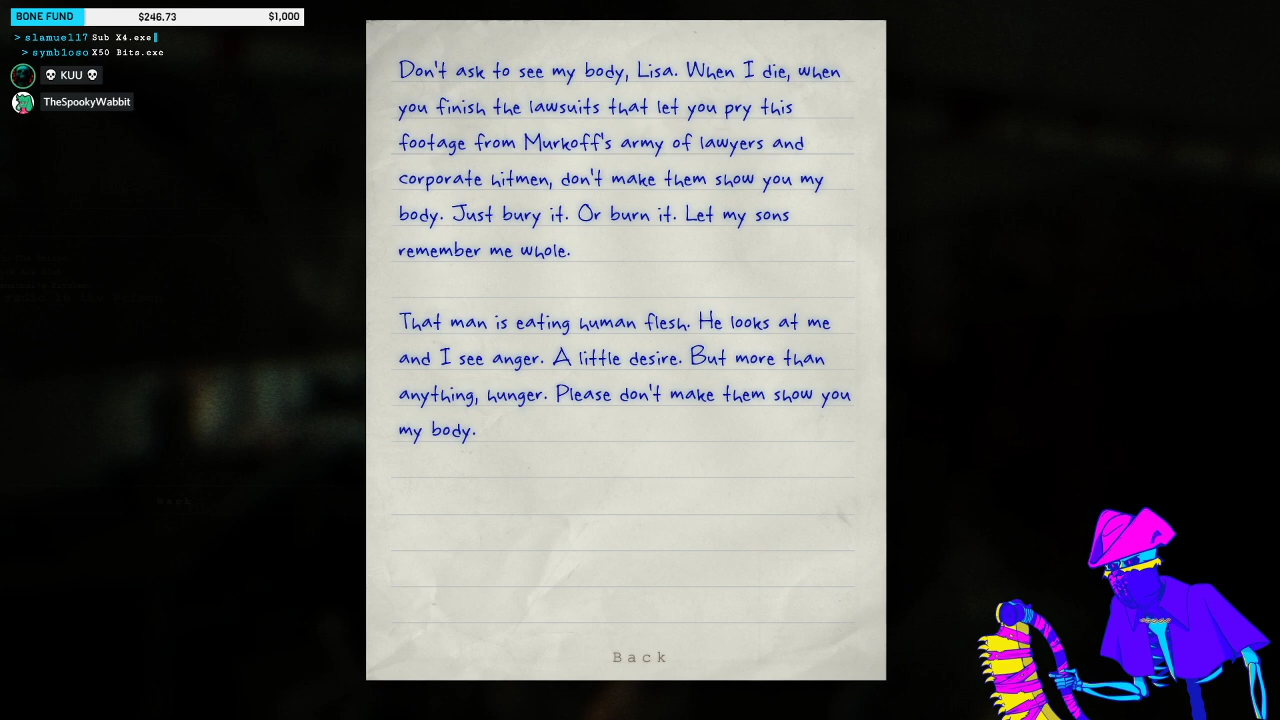 BONE FUND $246.73 $1,000
> slamuel17 Sub X4.exe
> symbloso X50 Bits.exe
💀 KUU 💀
TheSpookyWabbit
Don't ask to see my body, Lisa. When I die, when
you finish the lawsuits that let you pry this
footage from Murkoff's army of lawyers and
corporate hitmen, don't make them show you my
body. Just bury it. Or burn it. Let my sons
remember me whole.
That man is eating human flesh. He looks at me
and I see anger. A little desire. But more than
anything, hunger. Please don't make them show you
my body.
Back